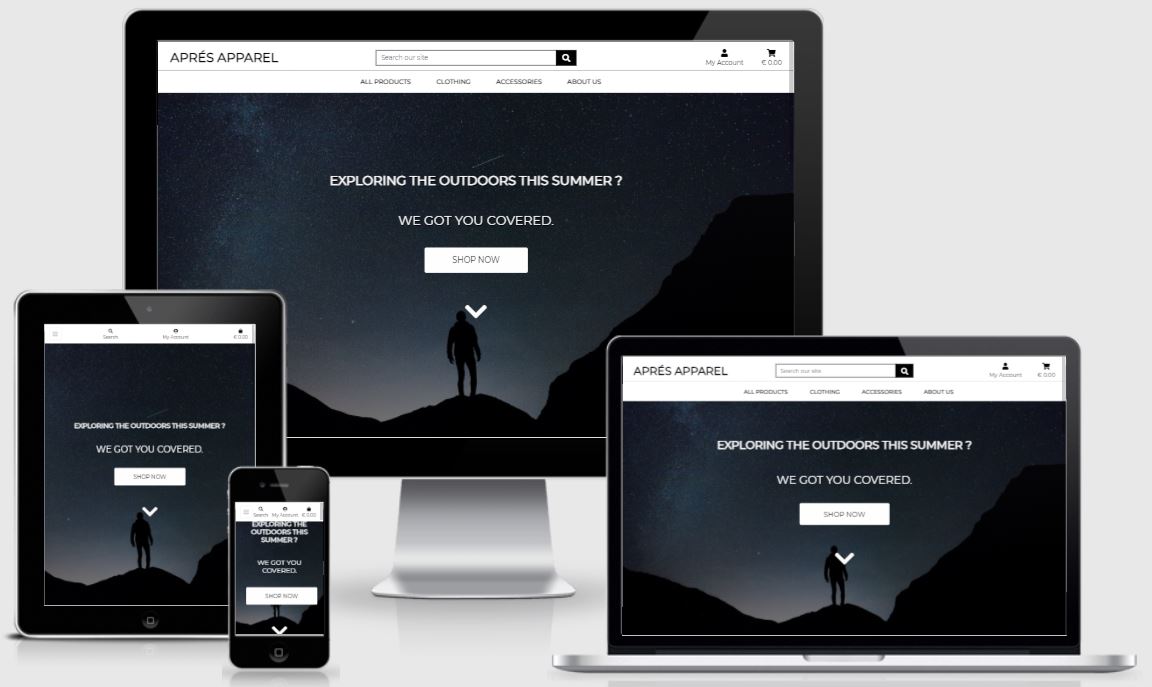 APRÉS APPAREL
Search our site
My Account
€ 0.00
ALL PRODUCTS CLOTHING ACCESSORIES ABOUT US
EXPLORING THE OUTDOORS THIS SUMMER ?
WE GOT YOU COVERED.
SHOP NOW
Search
My Account
€ 0.00
EXPLORING THE OUTDOORS THIS SUMMER ?
WE GOT YOU COVERED.
SHOP NOW
Search
My Account
€ 0.00
EXPLORING THE
OUTDOORS THIS
SUMMER ?
WE GOT YOU
COVERED.
SHOP NOW
APRÉS APPAREL
Search our site
My Account
€ 0.00
ALL PRODUCTS CLOTHING ACCESSORIES ABOUT US
EXPLORING THE OUTDOORS THIS SUMMER ?
WE GOT YOU COVERED.
SHOP NOW